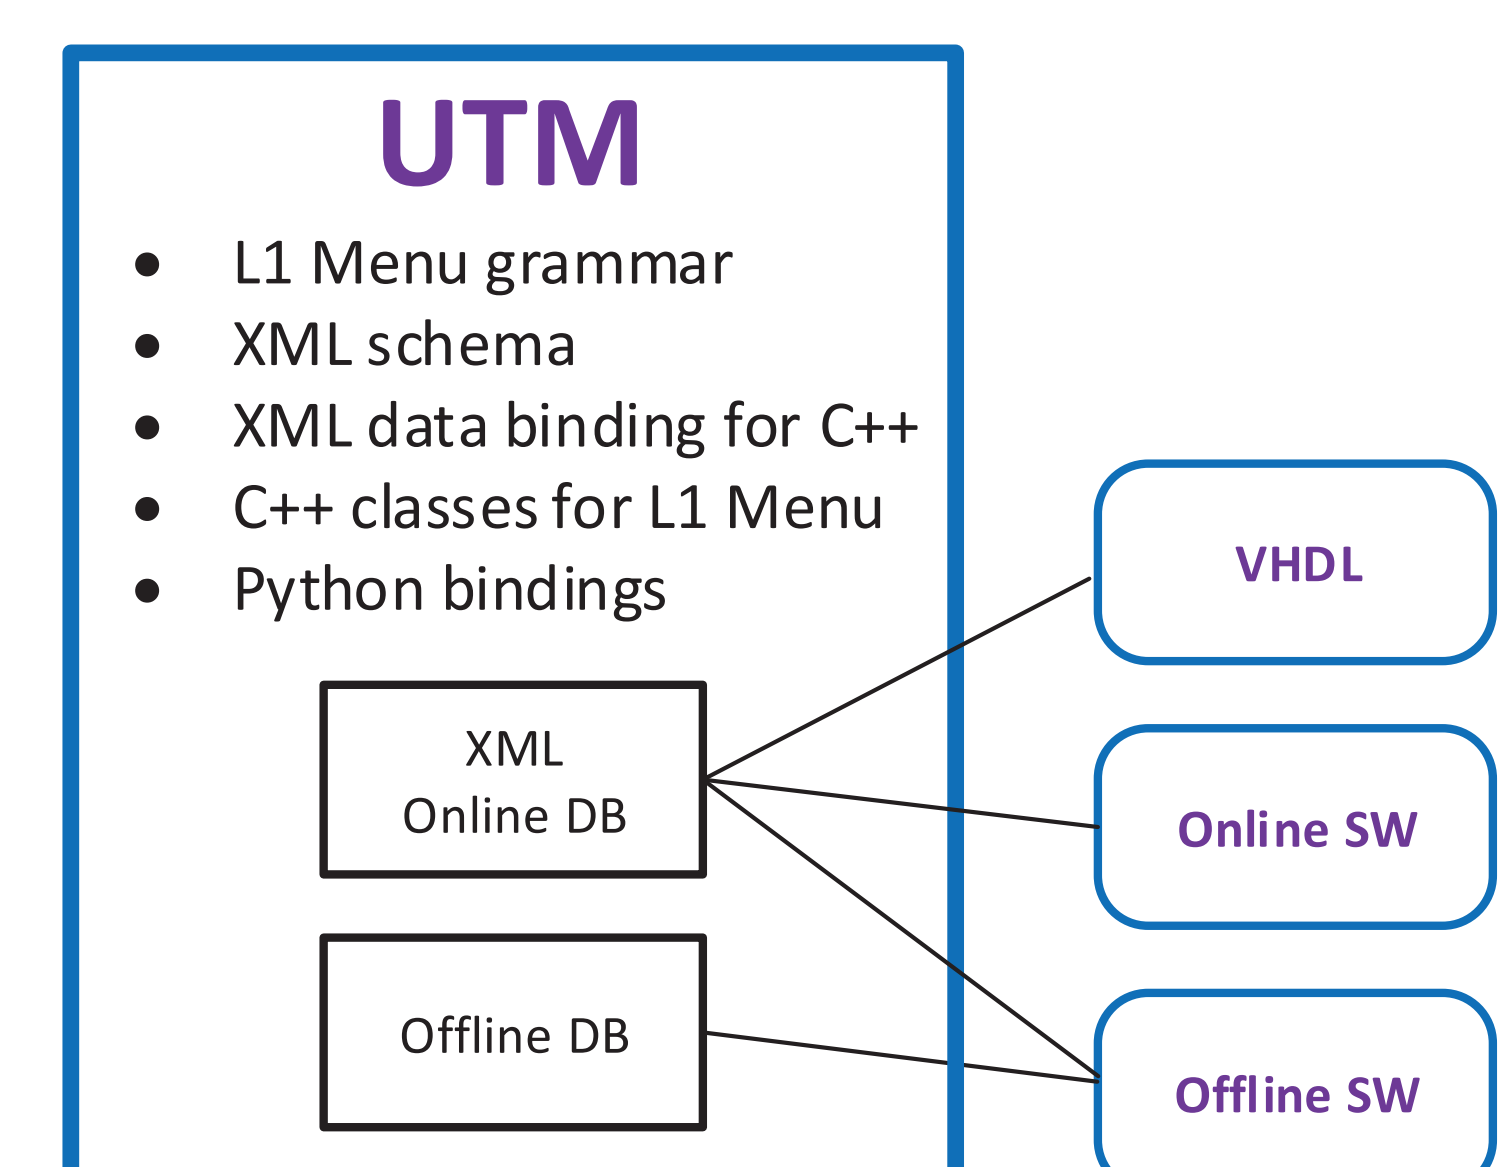 UTM
• L1 Menu grammar
• XML schema
• XML data binding for C++
• C++ classes for L1 Menu
• Python bindings
XML
Online DB
Offline DB
VHDL
Online SW
Offline SW